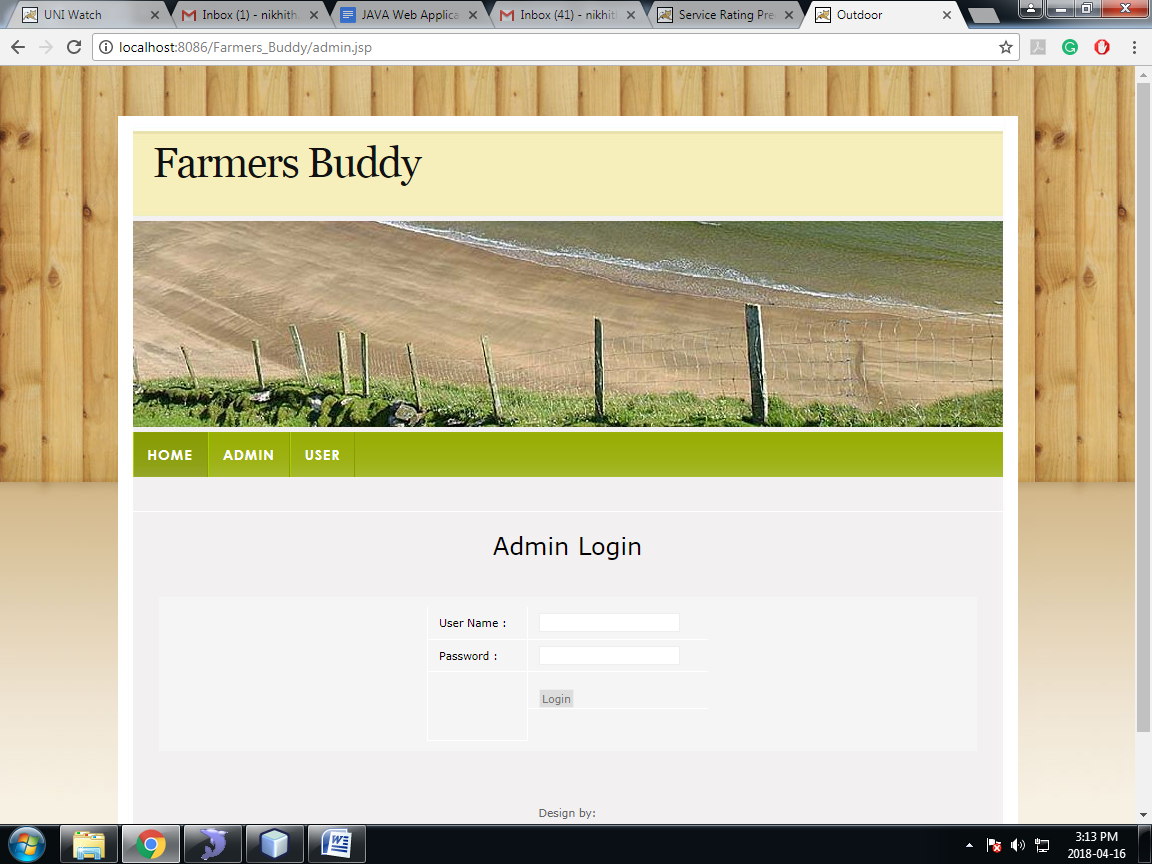 UNI Watch
Inbox (1) - nikhith
JAVA Web Applica
Inbox (41) - nikhit
Service Rating Pre
Outdoor
localhost:8086/Farmers_Buddy/admin.jsp
Farmers Buddy
HOME
ADMIN
USER
Admin Login
User Name :
Password :
Login
Design by:
3:13 PM
2018-04-16